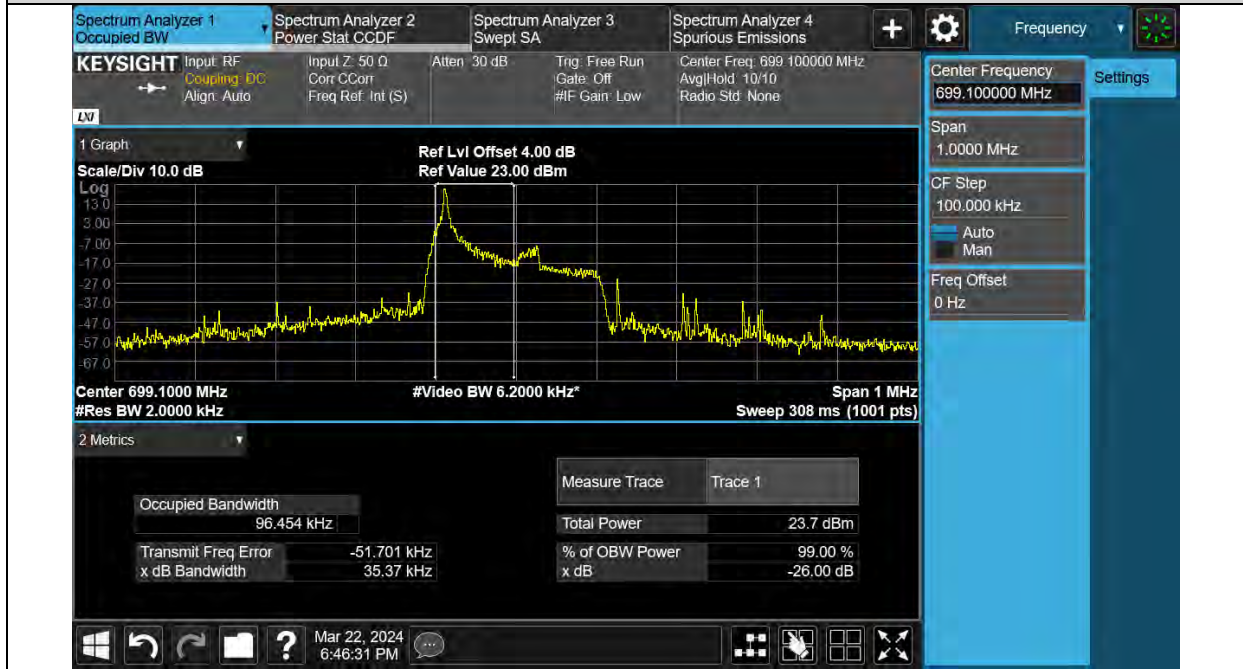 Spectrum Analyzer 1
Occupied BW
Spectrum Analyzer 2
Power Stat CCDF
Spectrum Analyzer 3
Swept SA
Spectrum Analyzer 4
Spurious Emissions
+
Frequency
KEYSIGHT
Input: RF
Coupling: DC
Align: Auto
Input Z: 50 Ω
Corr CCorr
Freq Ref: Int (S)
Atten: 30 dB
Trig: Free Run
Gate: Off
#IF Gain: Low
Center Freq: 699.100000 MHz
Avg|Hold: 10/10
Radio Std: None
LXI
Center Frequency
699.100000 MHz
Settings
Span
1.0000 MHz
CF Step
100.000 kHz
Auto
Man
Freq Offset
0 Hz
1 Graph
Scale/Div 10.0 dB
Ref Lvl Offset 4.00 dB
Ref Value 23.00 dBm
Log
13.0
3.00
-7.00
-17.0
-27.0
-37.0
-47.0
-57.0
-67.0
Center 699.1000 MHz
#Video BW 6.2000 kHz*
Span 1 MHz
#Res BW 2.0000 kHz
Sweep 308 ms (1001 pts)
2 Metrics
Measure Trace
Trace 1
Occupied Bandwidth
96.454 kHz
Total Power
23.7 dBm
Transmit Freq Error
-51.701 kHz
% of OBW Power
99.00 %
x dB Bandwidth
35.37 kHz
x dB
-26.00 dB
?
Mar 22, 2024
6:46:31 PM